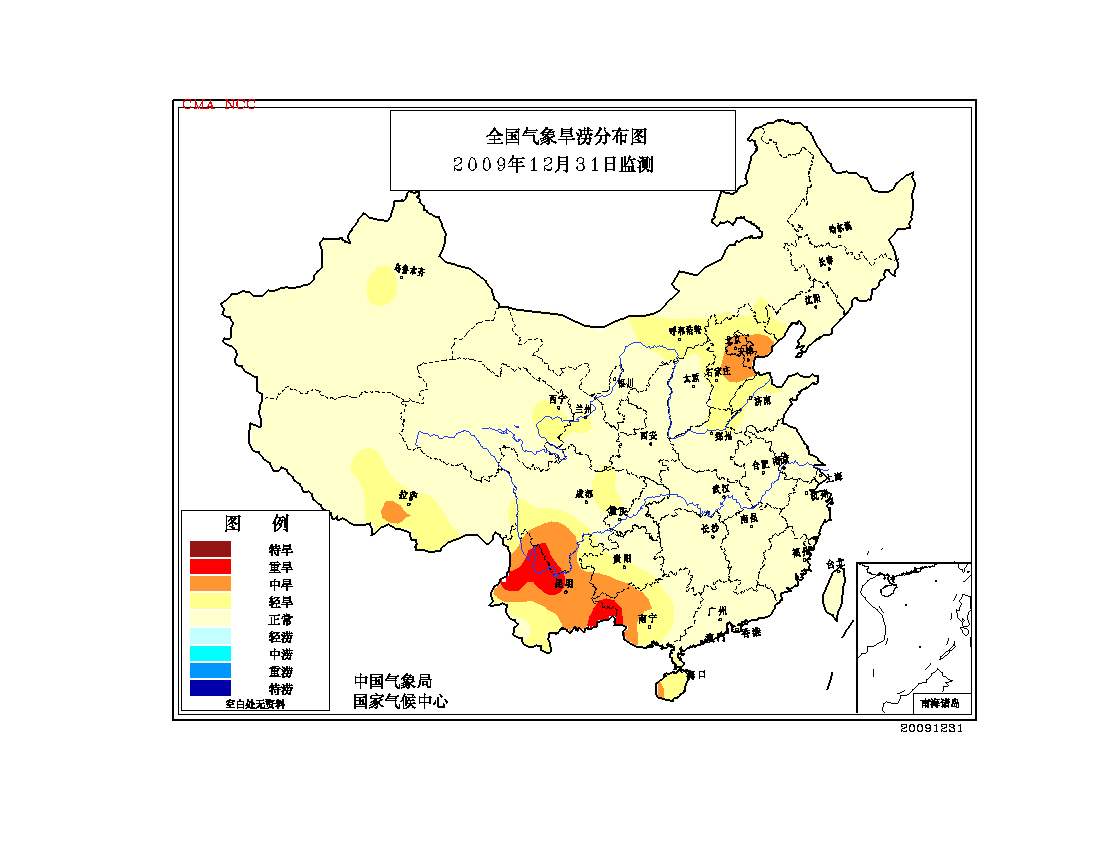 CMA NCC
全国气象旱涝分布图
2009年12月31日监测
哈尔滨
长春
乌鲁木齐
沈阳
呼和浩特
北京
天津
石家庄
太原
银川
济南
西宁
兰州
郑州
西安
合肥
南京
上海
成都
武汉
杭州
拉萨
重庆
南昌
长沙
贵阳
福州
台北
昆明
广州
南宁
香港
澳门
海口
图 例
特旱
重旱
中旱
轻旱
正常
轻涝
中涝
重涝
特涝
空白处无资料
中国气象局
国家气候中心
南海诸岛
20091231